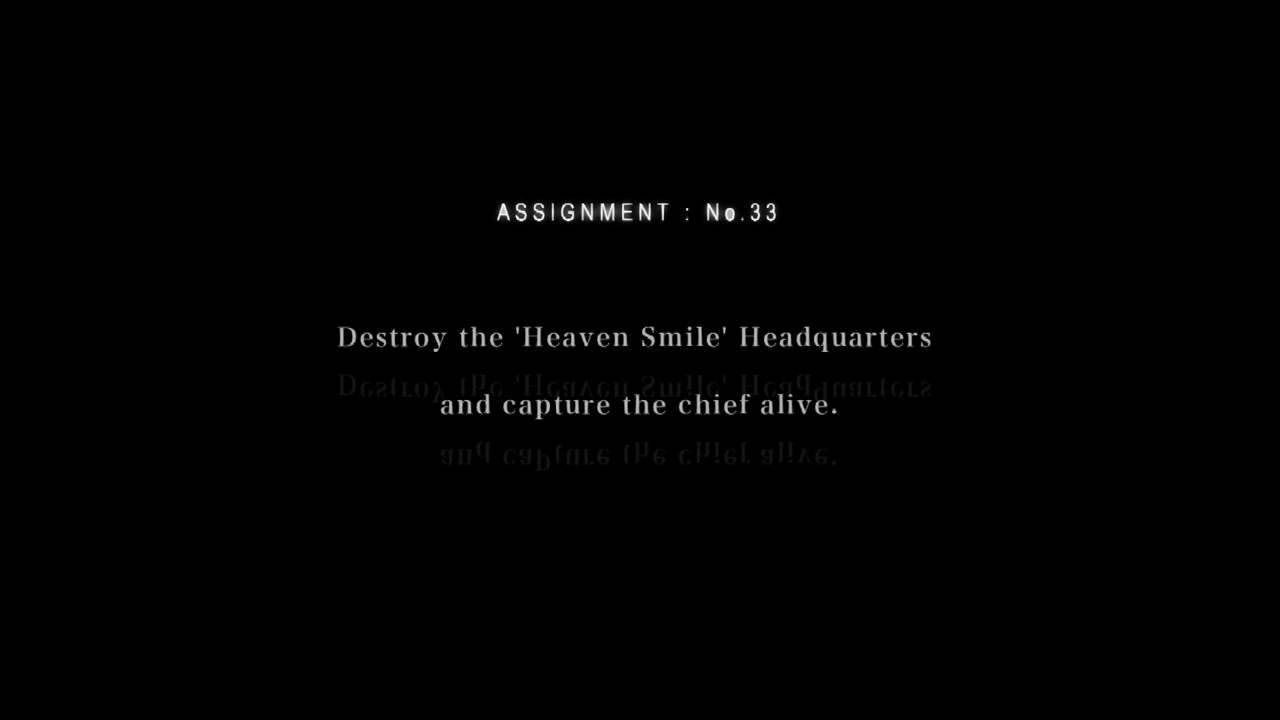 ASSIGNMENT : No.33
Destroy the 'Heaven Smile' Headquarters
and capture the chief alive.